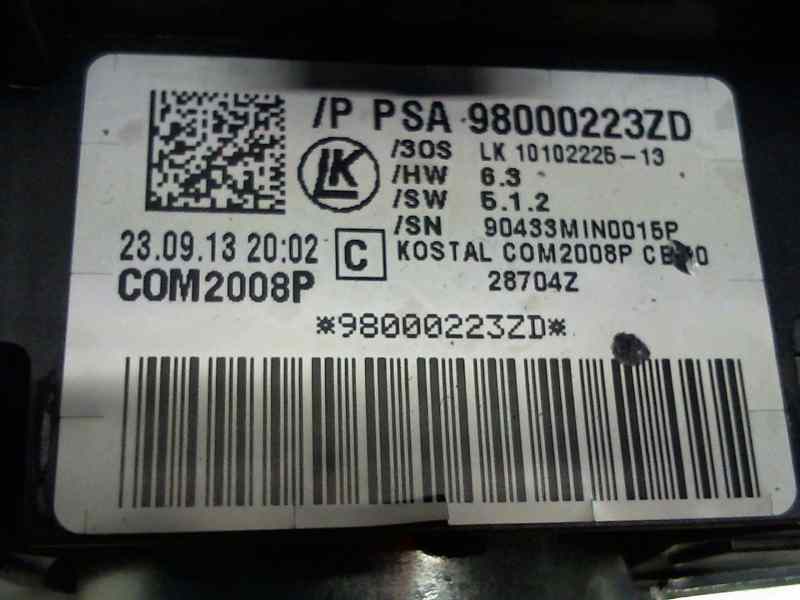 /P PSA 98000223ZD
LK
/3OS LK 10102225-13
/HW 6.3
/SW 5.1.2
/SN 90433MIN0015P
23.09.13 20:02 C KOSTAL COM2008P
COM2008P 28704Z
*98000223ZD*